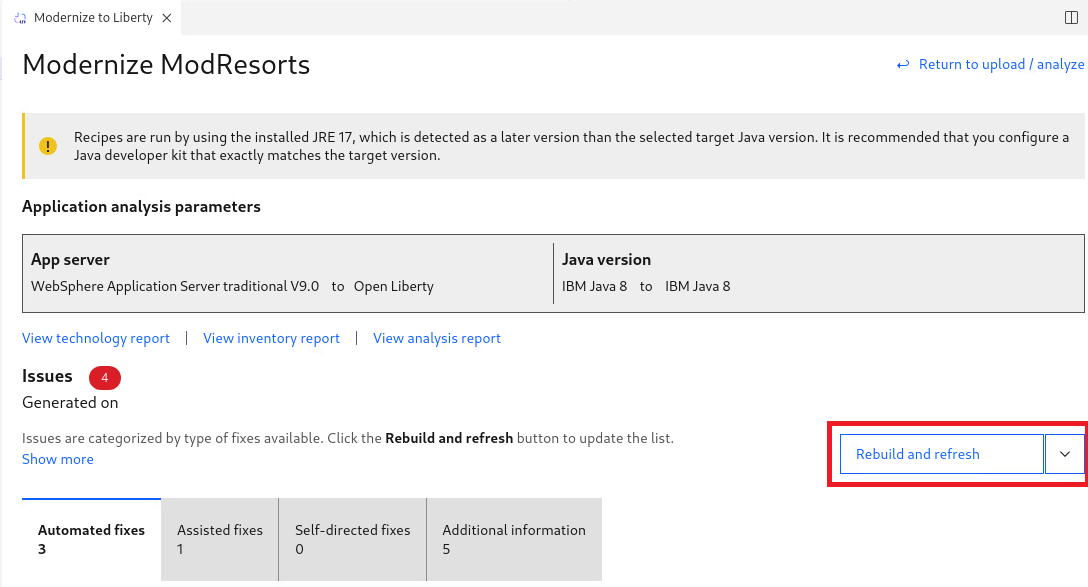 Modernize to Liberty
Modernize ModResorts
Return to upload / analyze
Recipes are run by using the installed JRE 17, which is detected as a later version than the selected target Java version. It is recommended that you configure a
Java developer kit that exactly matches the target version.
Application analysis parameters
App server
WebSphere Application Server traditional V9.0 to Open Liberty
Java version
IBM Java 8 to IBM Java 8
View technology report | View inventory report | View analysis report
Issues 4
Generated on
Issues are categorized by type of fixes available. Click the Rebuild and refresh button to update the list.
Show more
Rebuild and refresh
Automated fixes
3
Assisted fixes
1
Self-directed fixes
0
Additional information
5